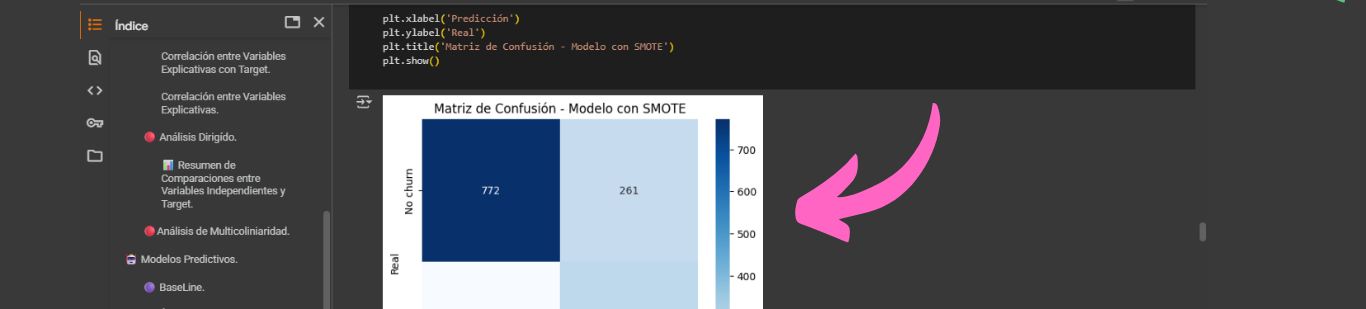 Índice
Correlación entre Variables
Explicativas con Target.
Correlación entre Variables
Explicativas.
Análisis Dirigído.
Resumen de
Comparaciones entre
Variables Independientes y
Target.
Análisis de Multicoliniaridad.
Modelos Predictivos.
BaseLine.
plt.xlabel('Predicción')
plt.ylabel('Real')
plt.title('Matriz de Confusión - Modelo con SMOTE')
plt.show()
Matriz de Confusión - Modelo con SMOTE
No churn
772
261
Real
700
600
500
400